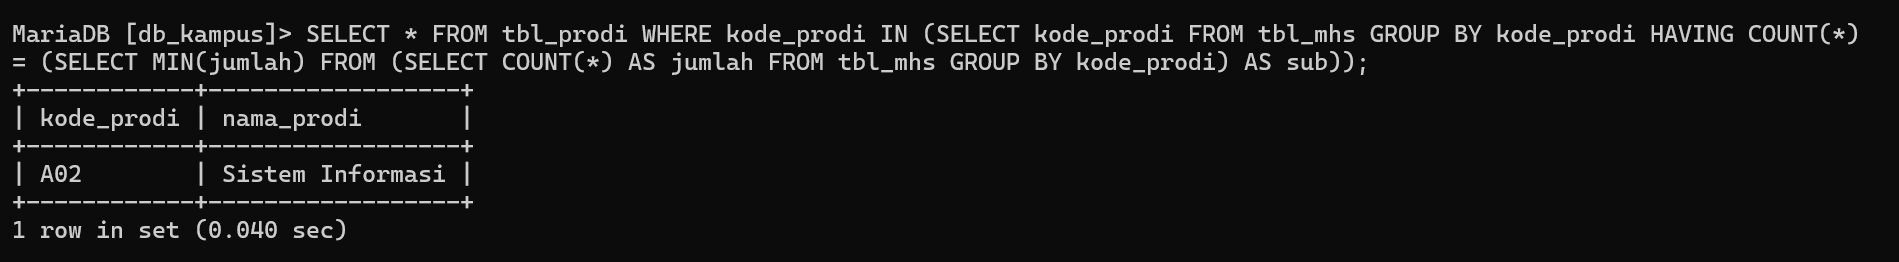 MariaDB [db_kampus]> SELECT * FROM tbl_prodi WHERE kode_prodi IN (SELECT kode_prodi FROM tbl_mhs GROUP BY kode_prodi HAVING COUNT(*)
= (SELECT MIN(jumlah) FROM (SELECT COUNT(*) AS jumlah FROM tbl_mhs GROUP BY kode_prodi) AS sub));
+------------+------------------+
| kode_prodi | nama_prodi       |
+------------+------------------+
| A02        | Sistem Informasi |
+------------+------------------+
1 row in set (0.040 sec)